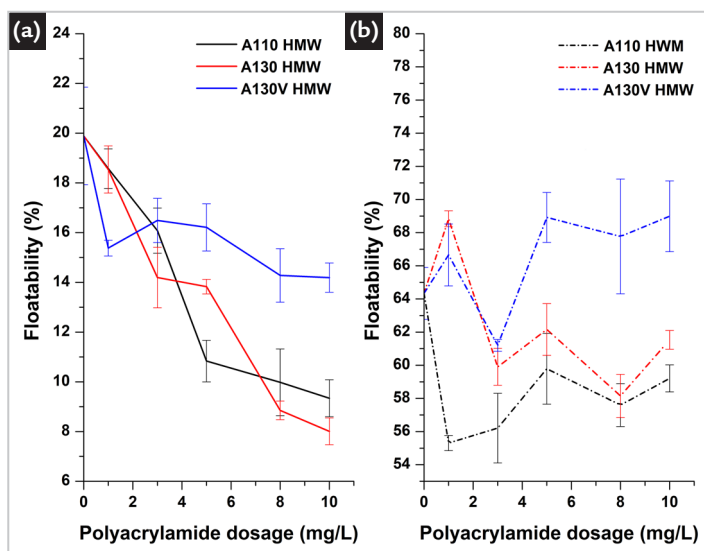 (a)
A110 HMW
A130 HMW
A130V HMW
24
22
20
18
16
14
12
10
8
6
Floatability (%)
0 2 4 6 8 10
Polyacrylamide dosage (mg/L)
(b)
A110 HWM
A130 HMW
A130V HMW
80
78
76
74
72
70
68
66
64
62
60
58
56
54
Floatability (%)
0 2 4 6 8 10
Polyacrylamide dosage (mg/L)